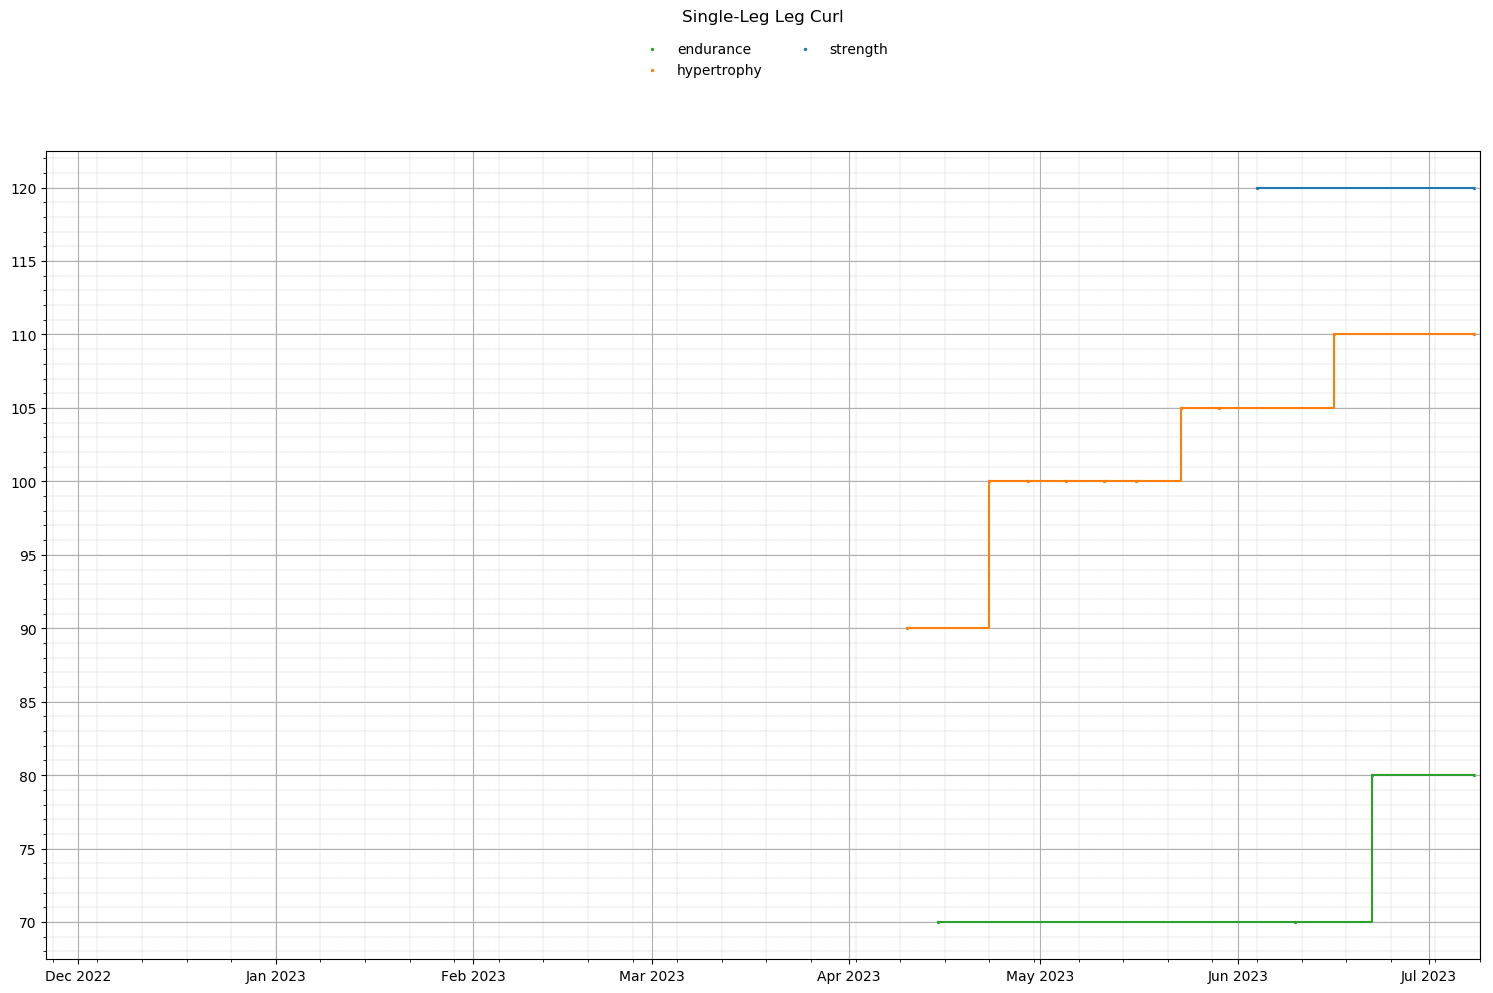 Single-Leg Leg Curl
endurance
hypertrophy
strength
120
115
110
105
100
95
90
85
80
75
70
Dec 2022
Jan 2023
Feb 2023
Mar 2023
Apr 2023
May 2023
Jun 2023
Jul 2023